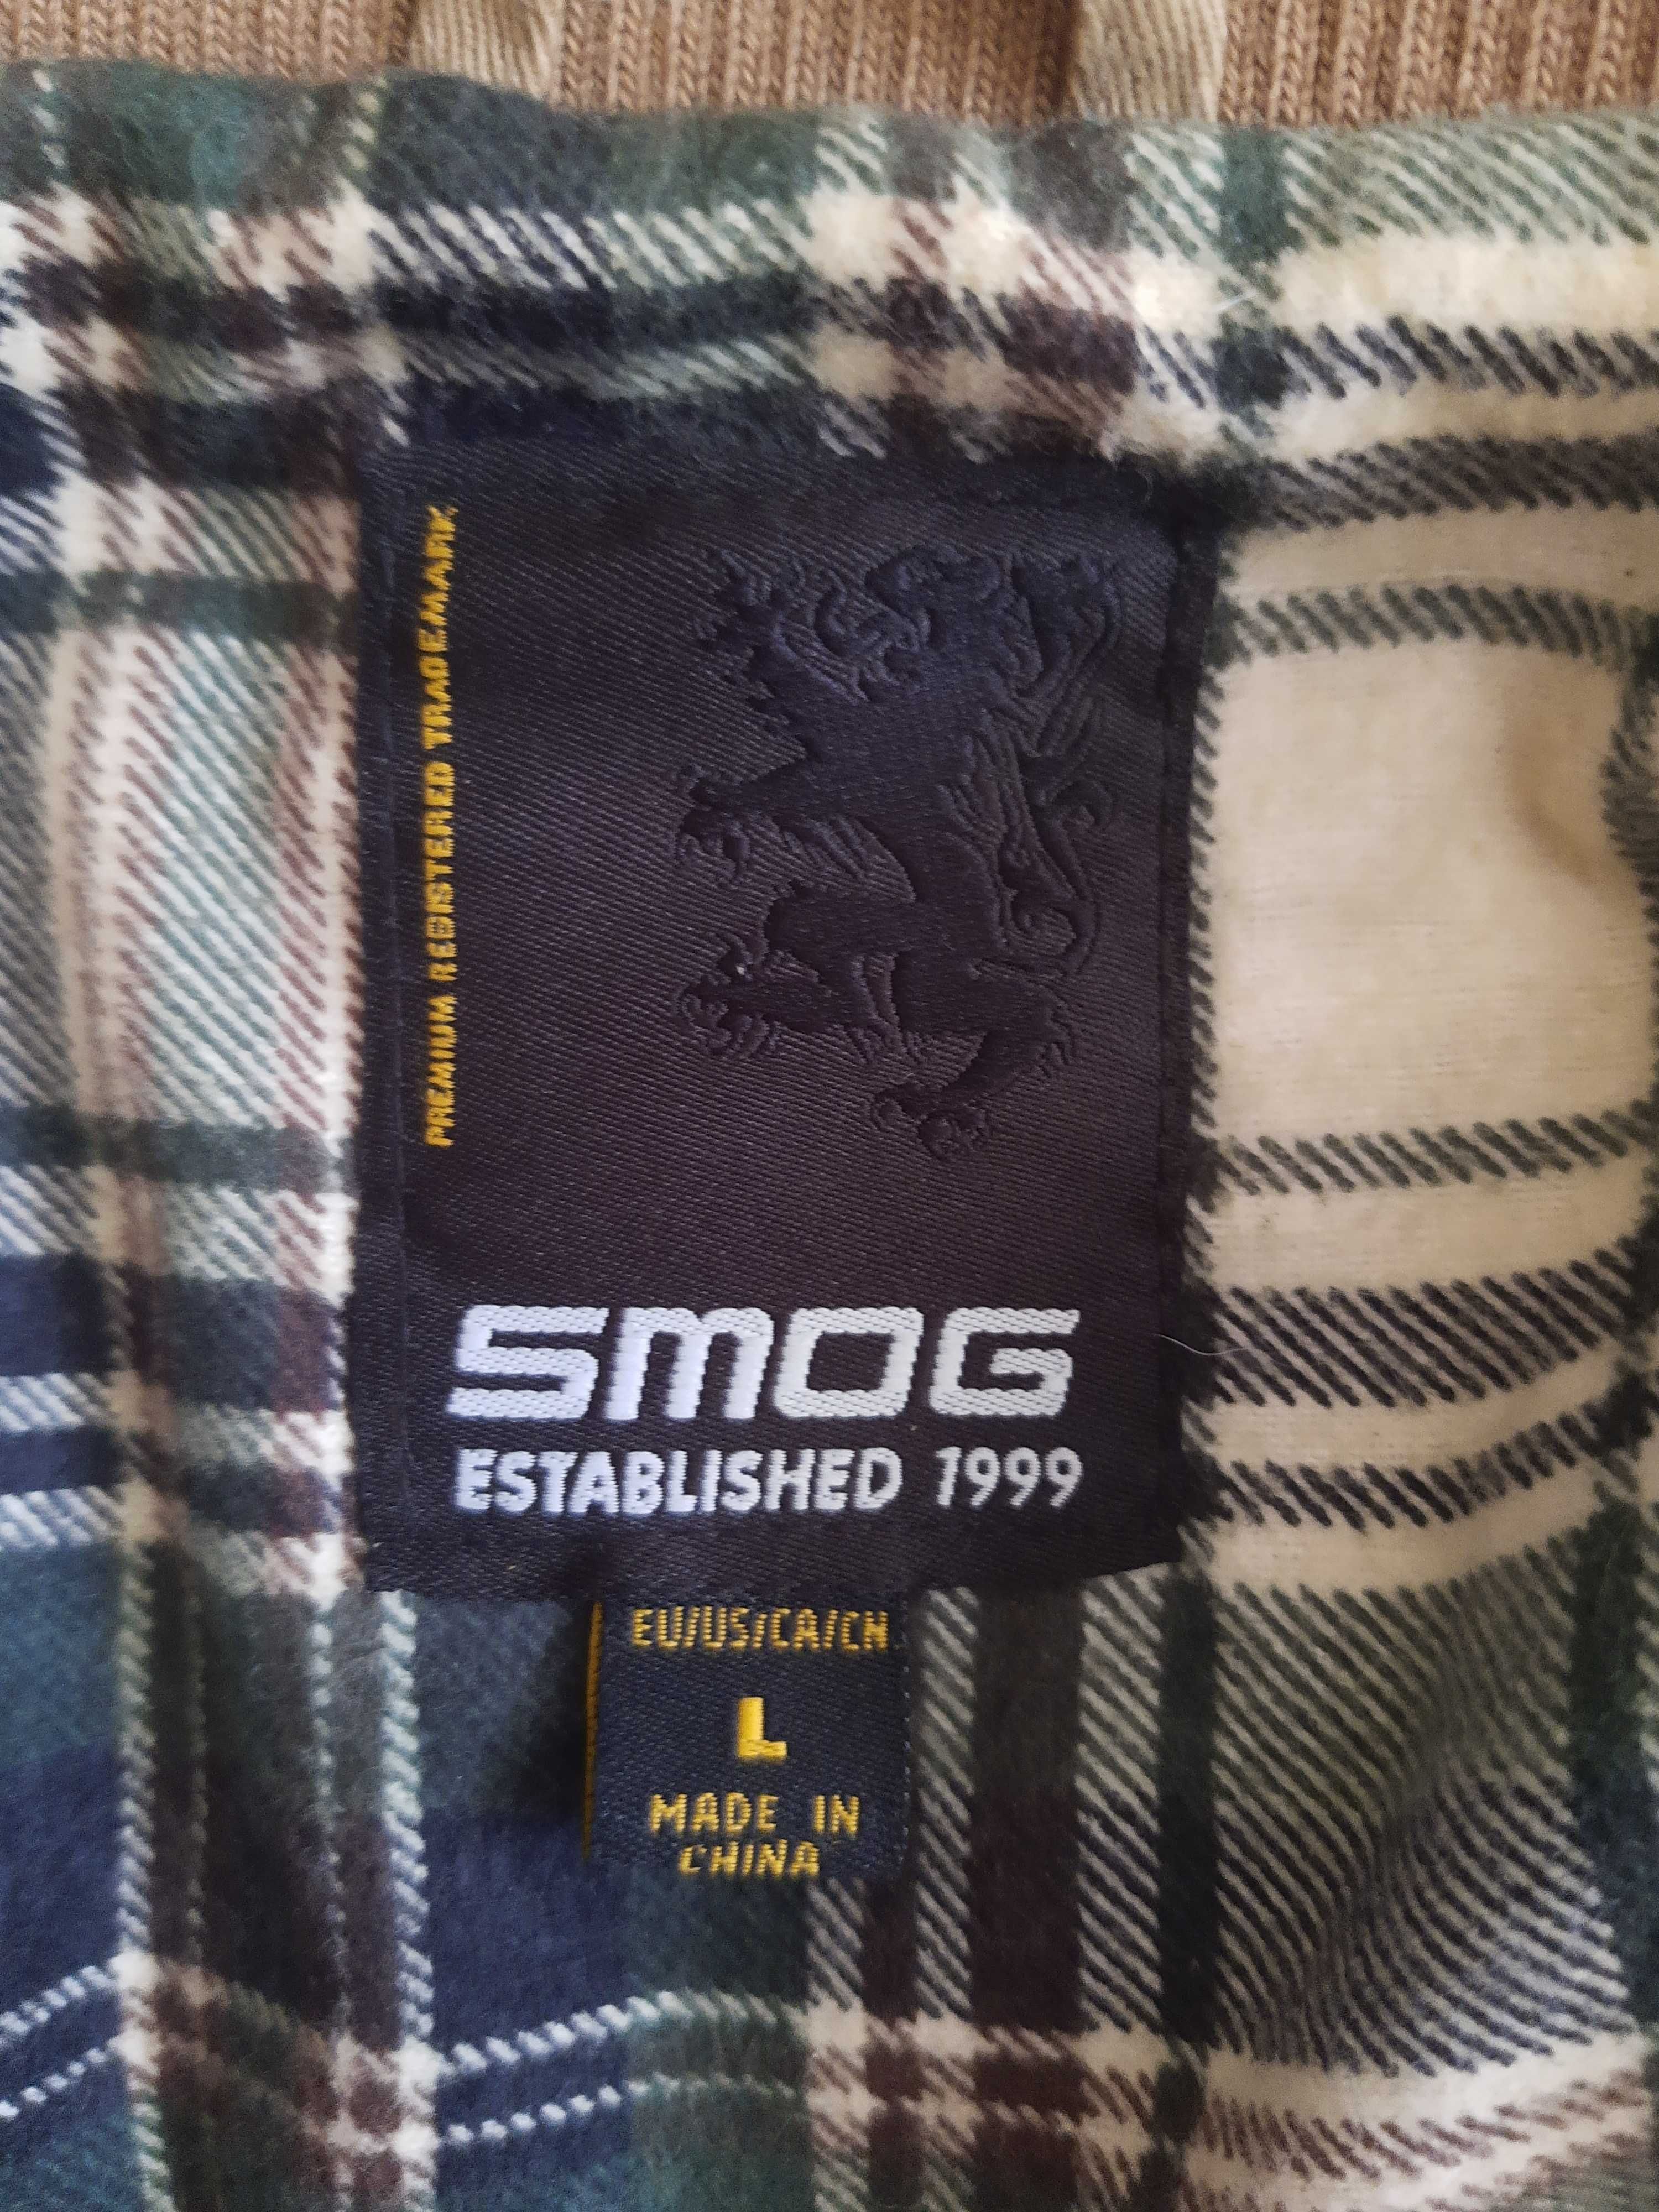 PREMIUM REGISTERED TRADEMARK.
SMOG
ESTABLISHED 1999
EU/US/CA/CN
L
MADE IN
CHINA